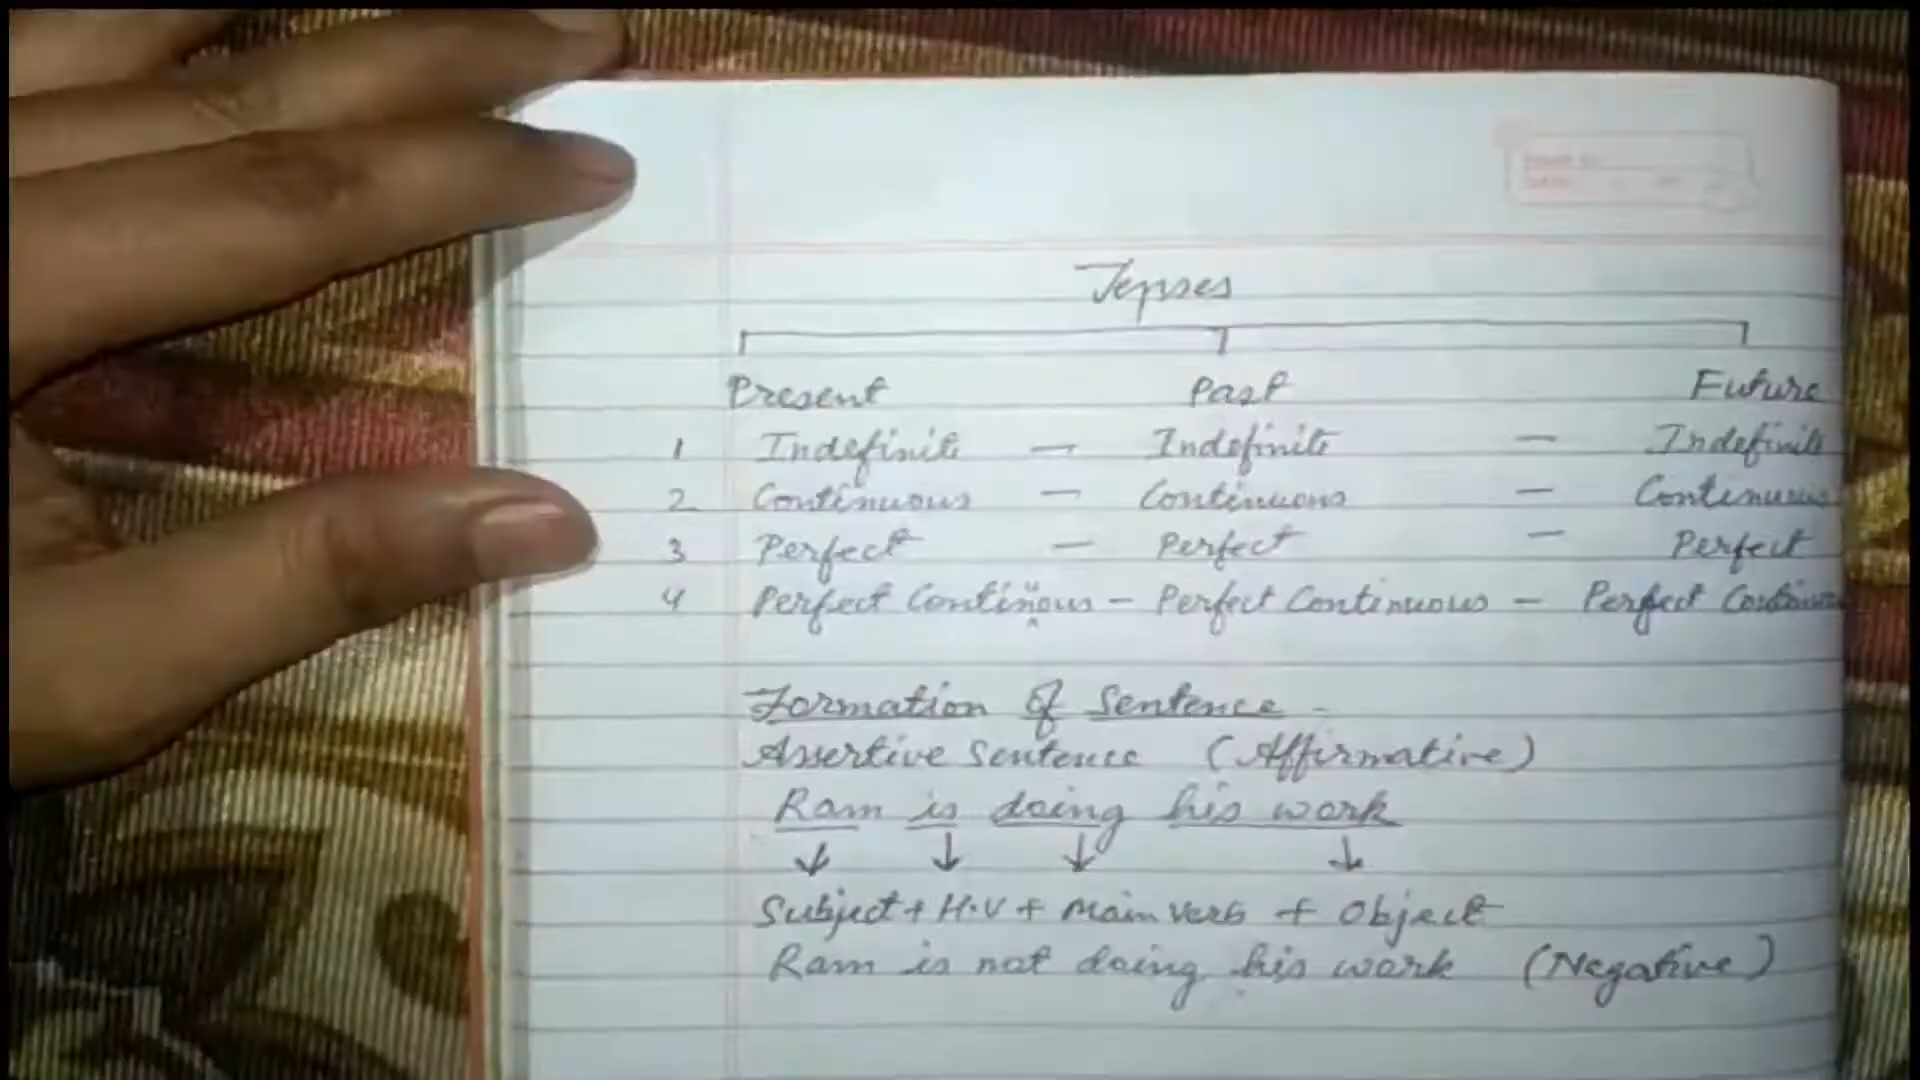 Tenses
Present Past Future
1 Indefinite — Indefinite — Indefinite
2 Continuous — Continuous — Continuous
3 Perfect — Perfect — Perfect
4 Perfect Continuous — Perfect Continuous — Perfect Continuous
Formation of Sentence -
Assertive Sentence (Affirmative)
Ram is doing his work
↓ ↓ ↓ ↓
Subject + H.V + Main Verb + Object
Ram is not doing his work (Negative)